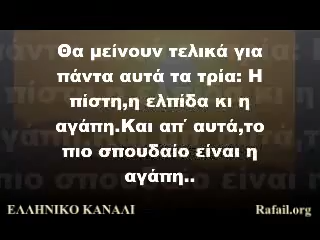 Θα μείνουν τελικά για
πάντα αυτά τα τρία: Η
πίστη,η ελπίδα κι η
αγάπη.Και απ΄ αυτά,το
πιο σπουδαίο είναι η
αγάπη..
ΕΛΛΗΝΙΚΟ ΚΑΝΑΛΙ
Rafail.org